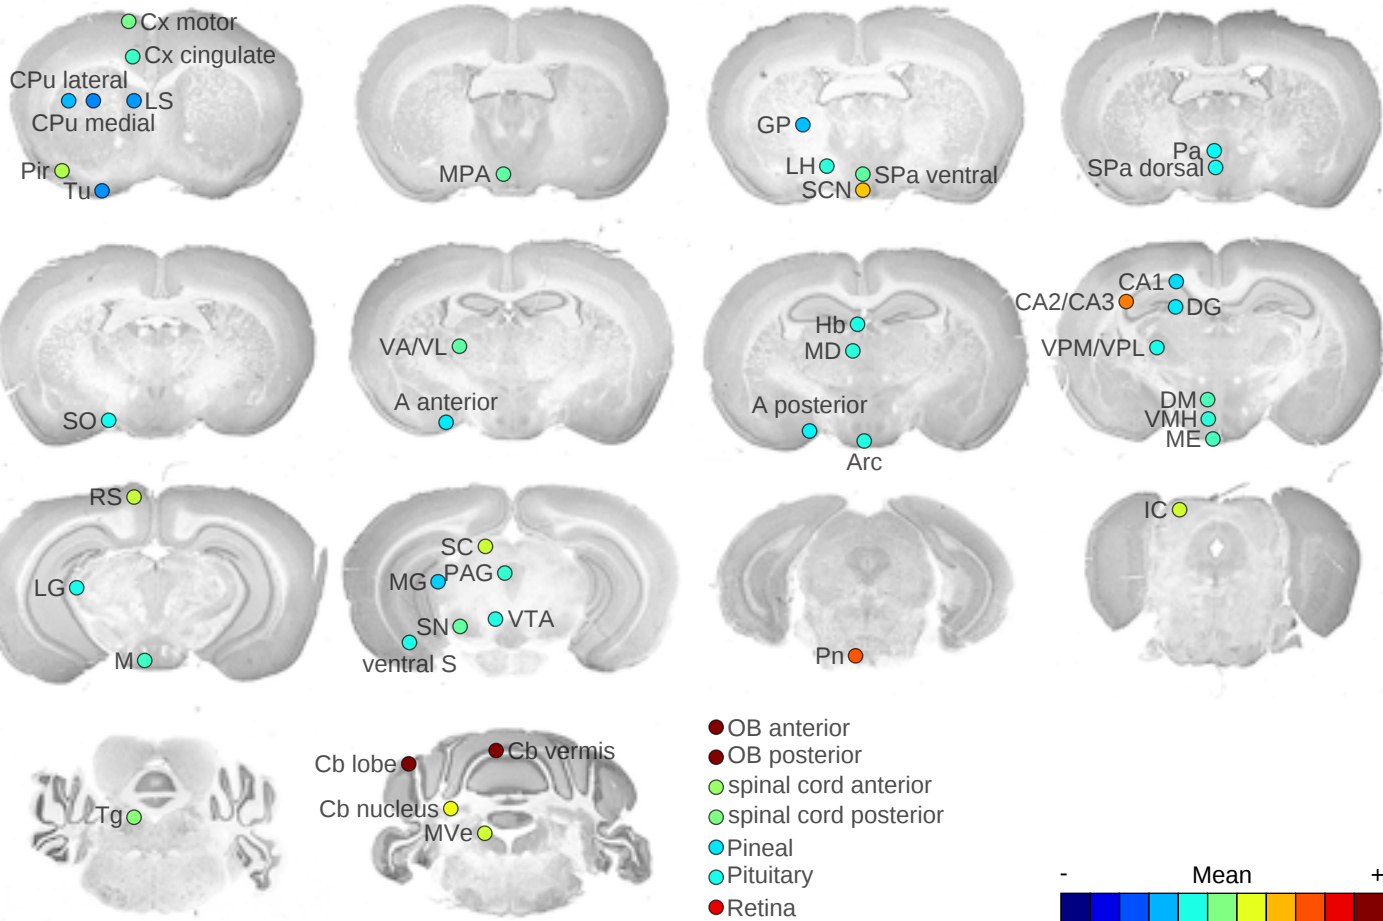 Cx motor
Cx cingulate
CPu lateral
LS
CPu medial
Pir
Tu
MPA
GP
LH
SPa ventral
SCN
Pa
SPa dorsal
SO
VA/VL
A anterior
Hb
MD
A posterior
Arc
CA1
CA2/CA3
DG
VPM/VPL
DM
VMH
ME
RS
LG
M
SC
MG
PAG
SN
VTA
ventral S
Pn
IC
Tg
Cb lobe
Cb vermis
Cb nucleus
MVe
OB anterior
OB posterior
spinal cord anterior
spinal cord posterior
Pineal
Pituitary
Retina
- Mean +